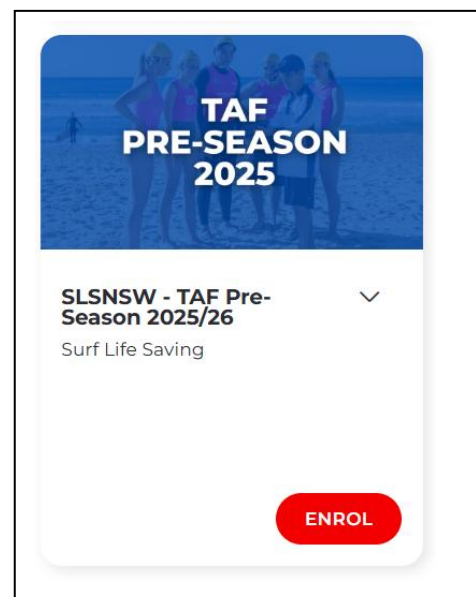 TAF
PRE-SEASON
2025
SLSNSW - TAF Pre-
Season 2025/26
Surf Life Saving
ENROL